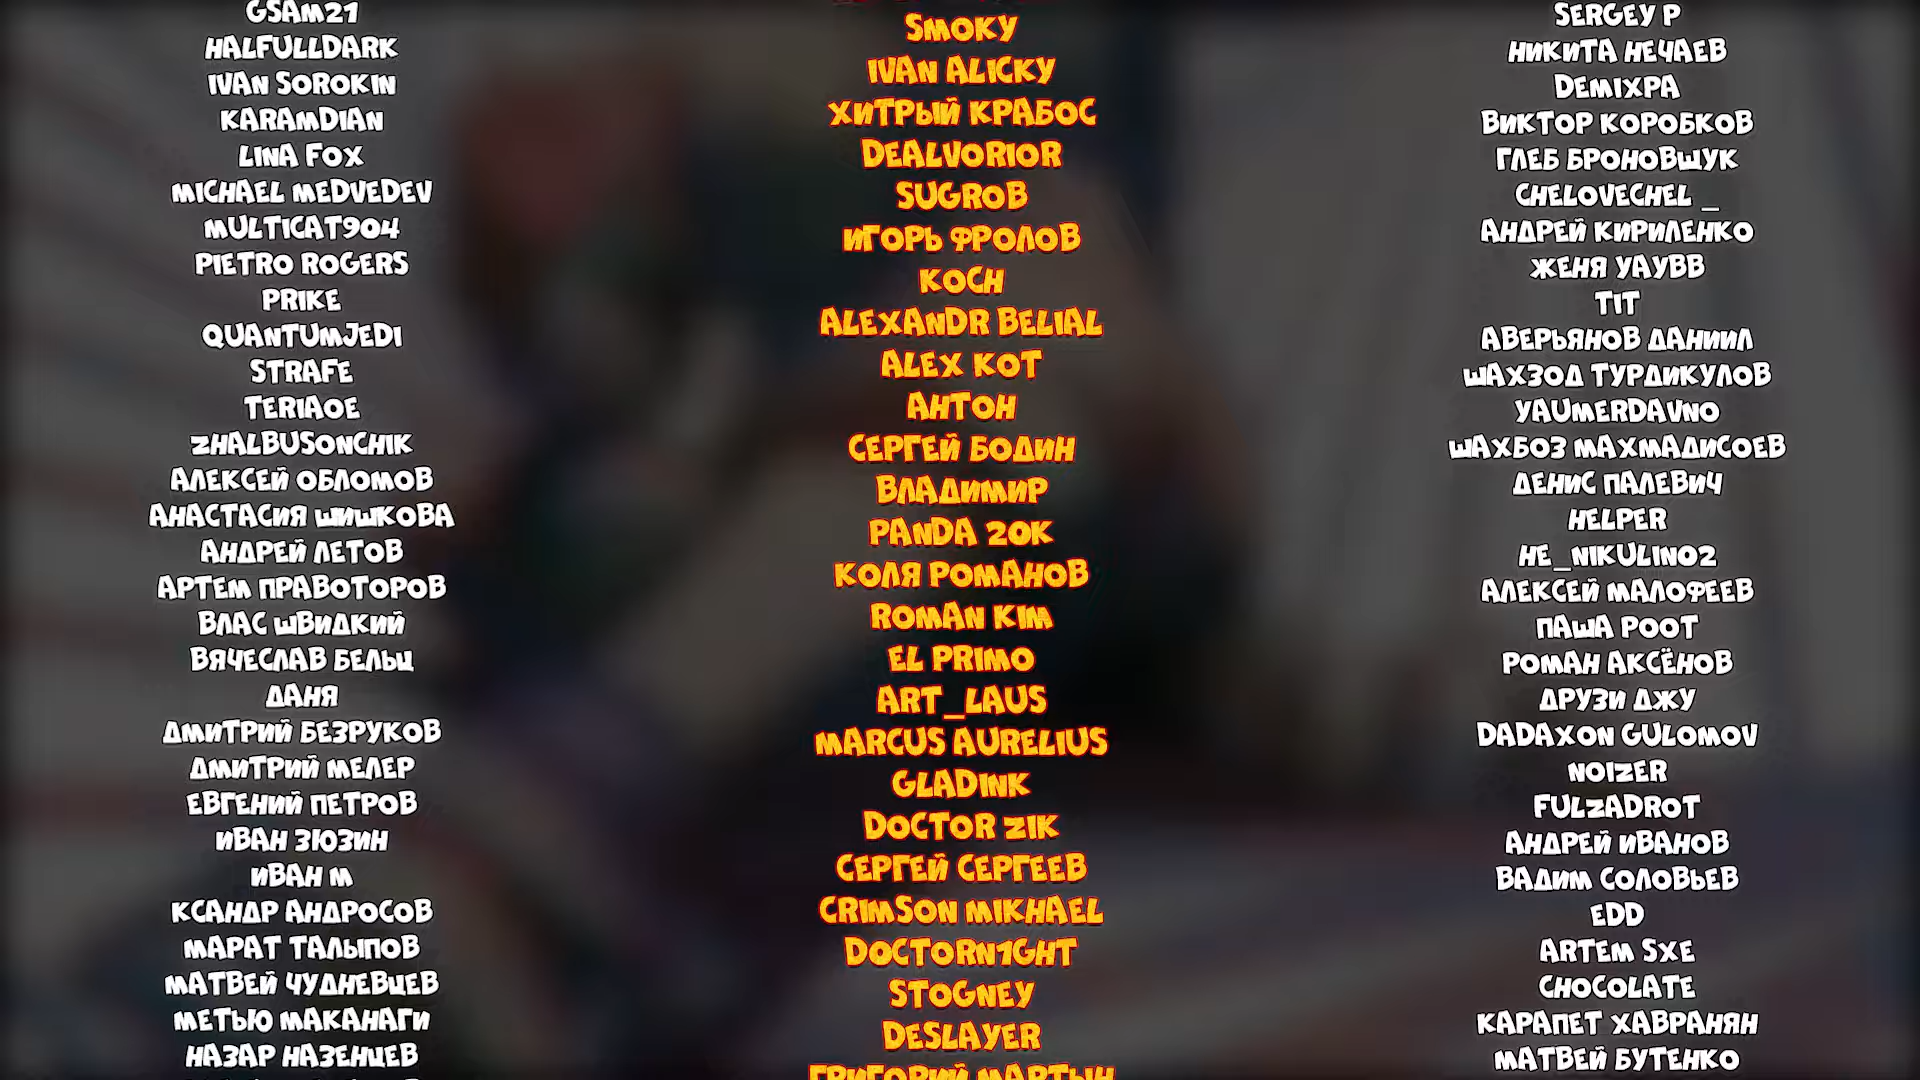 GSAM21
HALFULLDARK
IVAN SOROKIN
KARAMDIAN
LINA FOX
MICHAEL MEDVEDEV
MULTICAT904
PIETRO ROGERS
PRIKE
QUANTUMJEDI
STRAFE
TERIAOE
ZHALBUSONCHIK
АЛЕКСЕЙ ОБЛОМОВ
АНАСТАСИЯ ШИШКОВА
АНДРЕЙ ЛЕТОВ
АРТЕМ ПРАВОТОРОВ
ВЛАС ШВИДКИЙ
ВЯЧЕСЛАВ БЕЛЬЦ
ДАНЯ
ДМИТРИЙ БЕЗРУКОВ
ДМИТРИЙ МЕЛЕР
ЕВГЕНИЙ ПЕТРОВ
ИВАН ЗЮЗИН
ИВАН М
КСАНДР АНДРОСОВ
МАРАТ ТАЛЫПОВ
МАТВЕЙ ЧУДНЕВЦЕВ
МЕТЬЮ МАКАНАГИ
НАЗАР НАЗЕНЦЕВ
SMOKY
IVAN ALICKY
ХИТРЫЙ КРАБОС
DEALVORIOR
SUGROB
ИГОРЬ ФРОЛОВ
KOCH
ALEXANDR BELIAL
ALEX KOT
АНТОН
СЕРГЕЙ БОДИН
ВЛАДИМИР
PANDA 20K
КОЛЯ РОМАНОВ
ROMAN KIM
EL PRIMO
ART_LAUS
MARCUS AURELIUS
GLADINK
DOCTOR ZIK
СЕРГЕЙ СЕРГЕЕВ
CRIMSON MIKHAEL
DOCTORN1GHT
STOGNEY
DESLAYER
ГРИГОРИЙ МАРТЫН
SERGEY P
НИКИТА НЕЧАЕВ
DEMIXPA
ВИКТОР КОРОБКОВ
ГЛЕБ БРОНОВЩУК
CHELOVECHEL _
АНДРЕЙ КИРИЛЕНКО
ЖЕНЯ УАУВВ
TIT
АВЕРЬЯНОВ ДАНИИЛ
ШАХЗОД ТУРДИКУЛОВ
YAUMERDAVNO
ШАХБОЗ МАХМАДИСОЕВ
ДЕНИС ПАЛЕВИЧ
HELPER
HE_NIKULIN02
АЛЕКСЕЙ МАЛОФЕЕВ
ПАША РООТ
РОМАН АКСЁНОВ
ДРУЗИ ДЖУ
DADAXON GULOMOV
NOIZER
FULZADROT
АНДРЕЙ ИВАНОВ
ВАДИМ СОЛОВЬЕВ
EDD
ARTEM SXE
CHOCOLATE
КАРАПЕТ ХАВРАНЯН
МАТВЕЙ БУТЕНКО